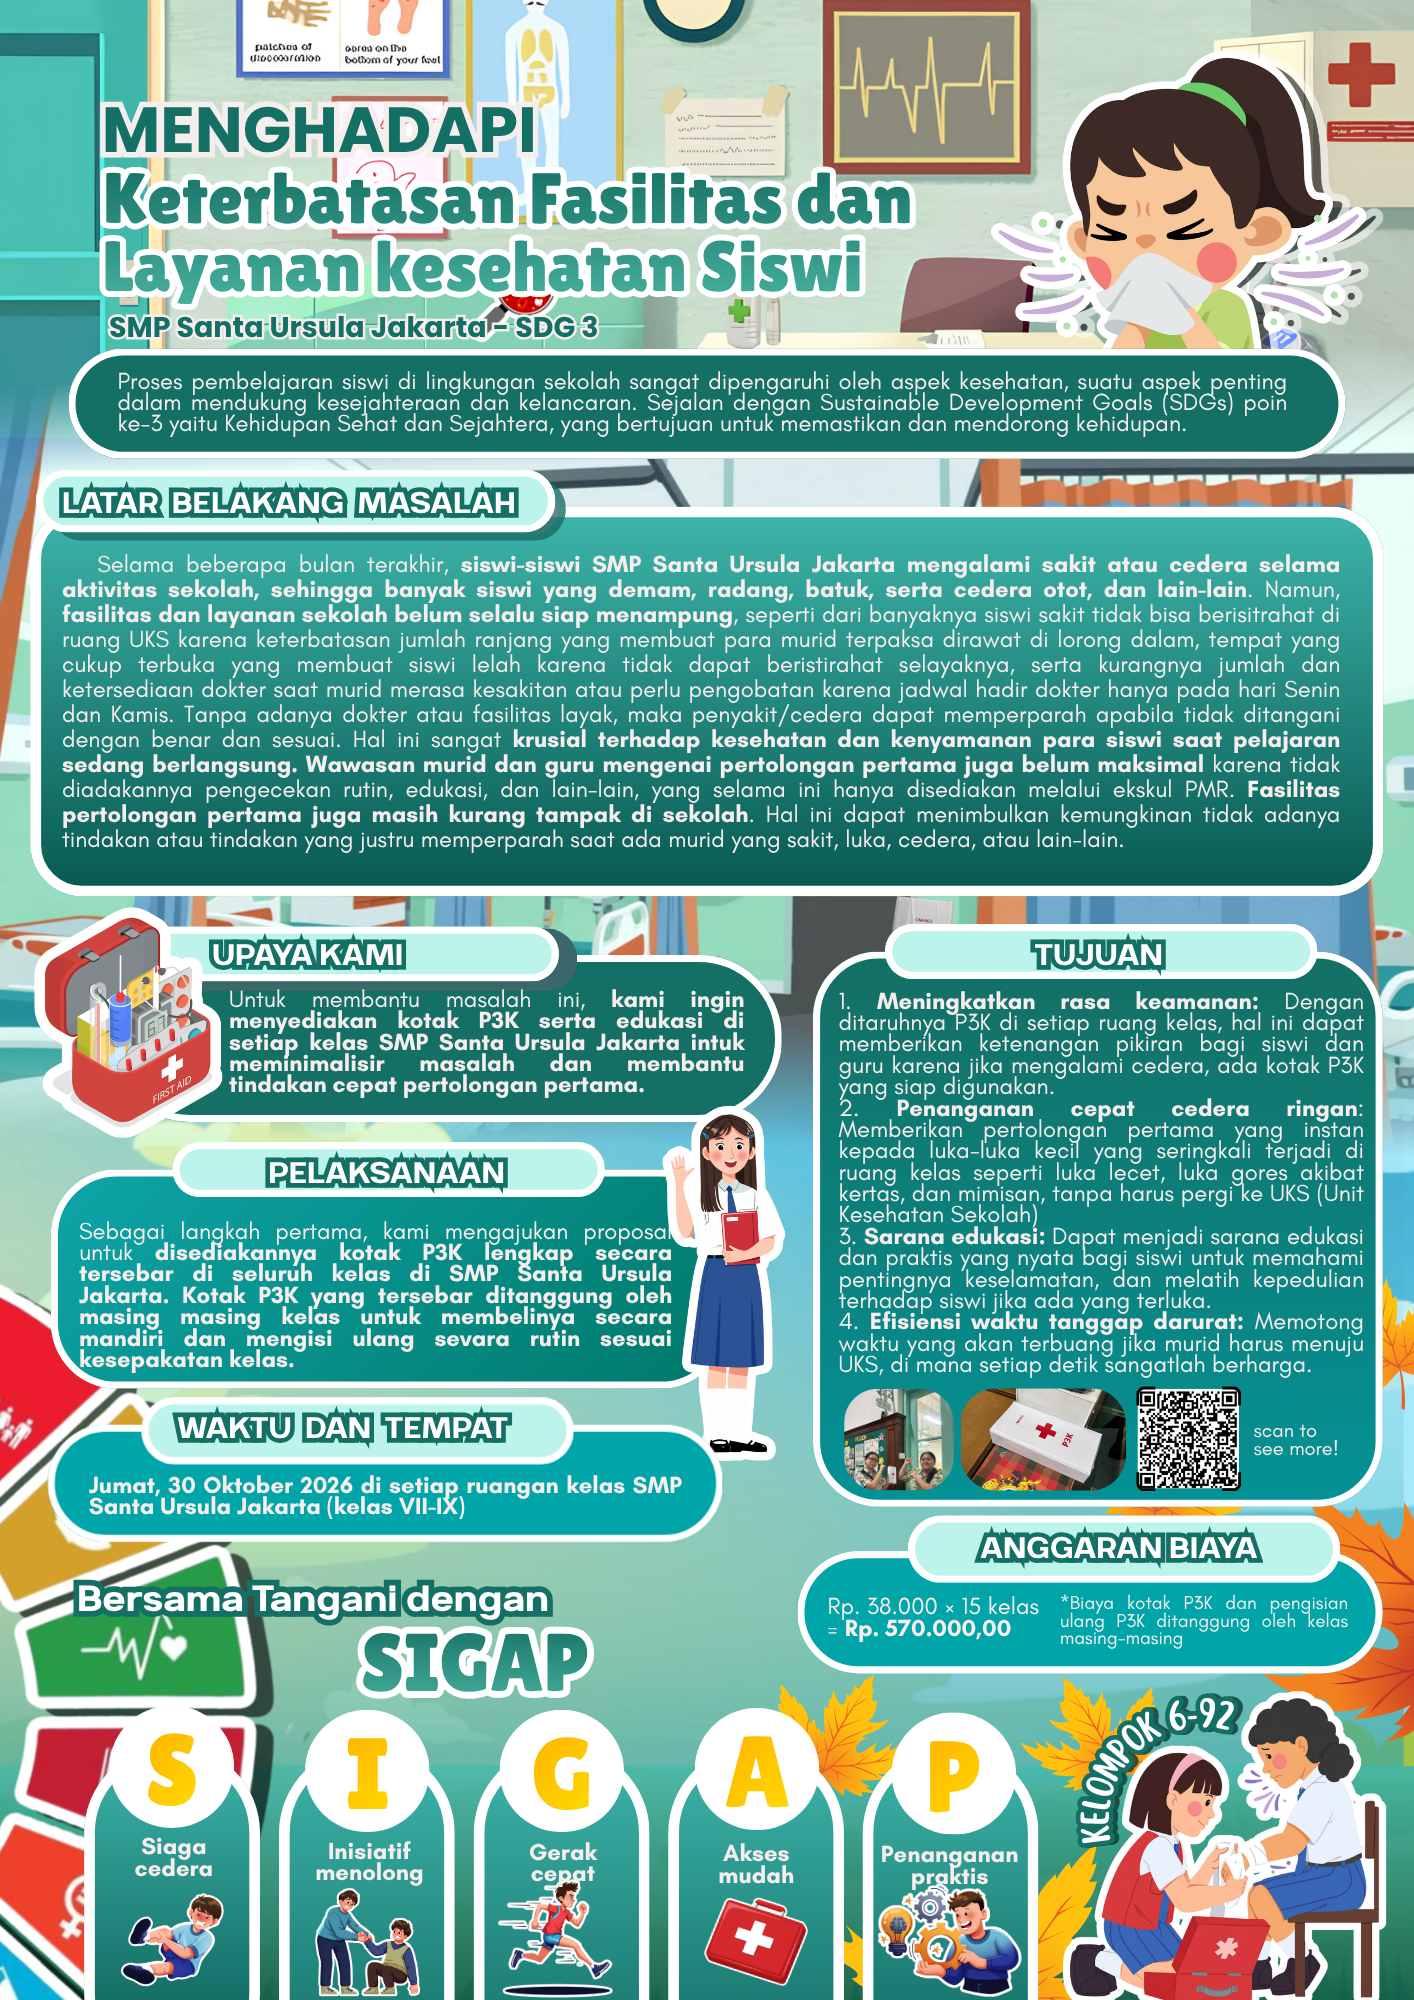 patches of
discoloration
sores on the
bottom of your feet
MENGHADAPI
Keterbatasan Fasilitas dan
Layanan kesehatan Siswi
SMP Santa Ursula Jakarta - SDG 3
Proses pembelajaran siswi di lingkungan sekolah sangat dipengaruhi oleh aspek kesehatan, suatu aspek penting
dalam mendukung kesejahteraan dan kelancaran. Sejalan dengan Sustainable Development Goals (SDGs) poin
ke-3 yaitu Kehidupan Sehat dan Sejahtera, yang bertujuan untuk memastikan dan mendorong kehidupan.
LATAR BELAKANG MASALAH
Selama beberapa bulan terakhir, siswi-siswi SMP Santa Ursula Jakarta mengalami sakit atau cedera selama
aktivitas sekolah, sehingga banyak siswi yang demam, radang, batuk, serta cedera otot, dan lain-lain. Namun,
fasilitas dan layanan sekolah belum selalu siap menampung, seperti dari banyaknya siswi sakit tidak bisa berisitrahat di
ruang UKS karena keterbatasan jumlah ranjang yang membuat para murid terpaksa dirawat di lorong dalam, tempat yang
cukup terbuka yang membuat siswi lelah karena tidak dapat beristirahat selayaknya, serta kurangnya jumlah dan
ketersediaan dokter saat murid merasa kesakitan atau perlu pengobatan karena jadwal hadir dokter hanya pada hari Senin
dan Kamis. Tanpa adanya dokter atau fasilitas layak, maka penyakit/cedera dapat memperparah apabila tidak ditangani
dengan benar dan sesuai. Hal ini sangat krusial terhadap kesehatan dan kenyamanan para siswi saat pelajaran
sedang berlangsung. Wawasan murid dan guru mengenai pertolongan pertama juga belum maksimal karena tidak
diadakannya pengecekan rutin, edukasi, dan lain-lain, yang selama ini hanya disediakan melalui ekskul PMR. Fasilitas
pertolongan pertama juga masih kurang tampak di sekolah. Hal ini dapat menimbulkan kemungkinan tidak adanya
tindakan atau tindakan yang justru memperparah saat ada murid yang sakit, luka, cedera, atau lain-lain.
UPAYA KAMI
Untuk membantu masalah ini, kami ingin
menyediakan kotak P3K serta edukasi di
setiap kelas SMP Santa Ursula Jakarta intuk
meminimalisir masalah dan membantu
tindakan cepat pertolongan pertama.
FIRST AID
PELAKSANAAN
Sebagai langkah pertama, kami mengajukan proposal
untuk disediakannya kotak P3K lengkap secara
tersebar di seluruh kelas di SMP Santa Ursula
Jakarta. Kotak P3K yang tersebar ditanggung oleh
masing masing kelas untuk membelinya secara
mandiri dan mengisi ulang sevara rutin sesuai
kesepakatan kelas.
WAKTU DAN TEMPAT
Jumat, 30 Oktober 2026 di setiap ruangan kelas SMP
Santa Ursula Jakarta (kelas VII-IX)
TUJUAN
1. Meningkatkan rasa keamanan: Dengan
ditaruhnya P3K di setiap ruang kelas, hal ini dapat
memberikan ketenangan pikiran bagi siswi dan
guru karena jika mengalami cedera, ada kotak P3K
yang siap digunakan.
2. Penanganan cepat cedera ringan:
Memberikan pertolongan pertama yang instan
kepada luka-luka kecil yang seringkali terjadi di
ruang kelas seperti luka lecet, luka gores akibat
kertas, dan mimisan, tanpa harus pergi ke UKS (Unit
Kesehatan Sekolah)
3. Sarana edukasi: Dapat menjadi sarana edukasi
dan praktis yang nyata bagi siswi untuk memahami
pentingnya keselamatan, dan melatih kepedulian
terhadap siswi jika ada yang terluka.
4. Efisiensi waktu tanggap darurat: Memotong
waktu yang akan terbuang jika murid harus menuju
UKS, di mana setiap detik sangatlah berharga.
P3K
scan to
see more!
ANGGARAN BIAYA
Rp. 38.000 × 15 kelas
= Rp. 570.000,00
*Biaya kotak P3K dan pengisian
ulang P3K ditanggung oleh kelas
masing-masing
Bersama Tangani dengan
SIGAP
S
Siaga
cedera
I
Inisiatif
menolong
G
Gerak
cepat
A
Akses
mudah
P
Penanganan
praktis
KELOMPOK 6-92